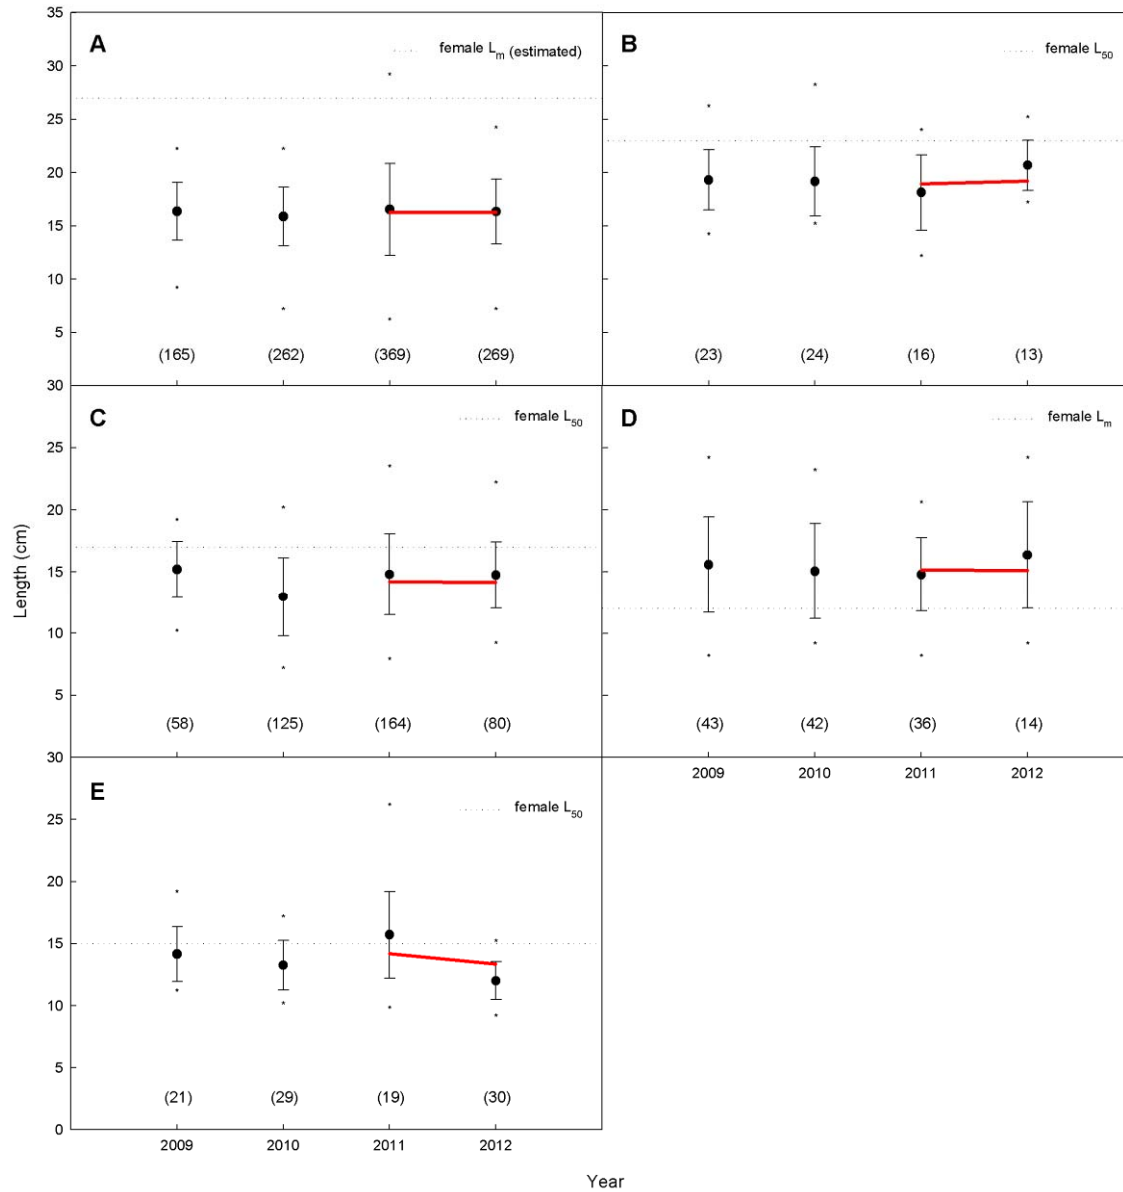 35
30
25
20
15
10
5
A
female Lm (estimated)
(165) (262) (369) (269)
B
female L50
(23) (24) (16) (13)
30
25
20
15
10
5
C
female L50
(58) (125) (164) (80)
D
female Lm
(43) (42) (36) (14)
2009 2010 2011 2012
30
25
20
15
10
5
0
E
female L50
(21) (29) (19) (30)
2009 2010 2011 2012
Length (cm)
Year